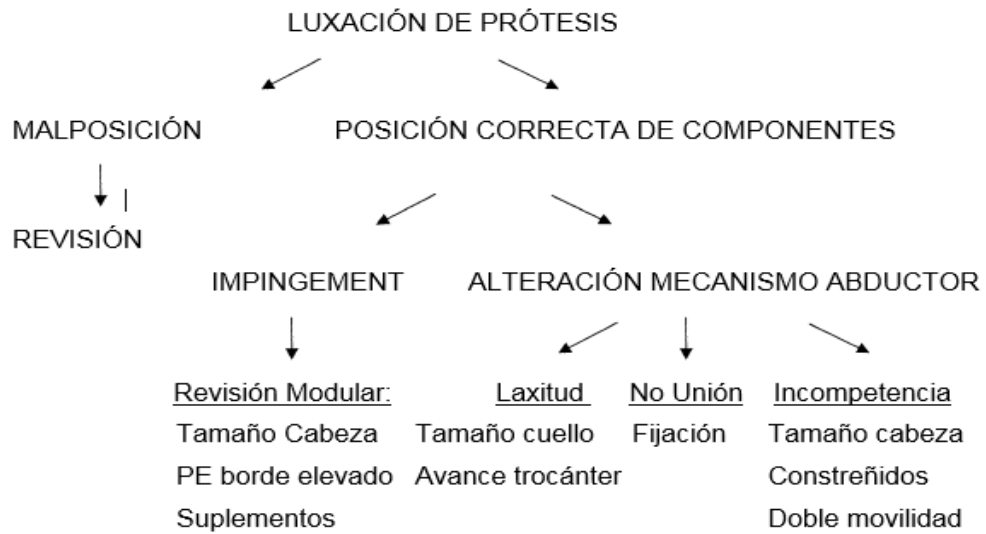 LUXACIÓN DE PRÓTESIS
MALPOSICIÓN POSICIÓN CORRECTA DE COMPONENTES
REVISIÓN
IMPINGEMENT ALTERACIÓN MECANISMO ABDUCTOR
Revisión Modular: Laxitud No Unión Incompetencia
Tamaño Cabeza Tamaño cuello Fijación Tamaño cabeza
PE borde elevado Avance trocánter Constreñidos
Suplementos Doble movilidad